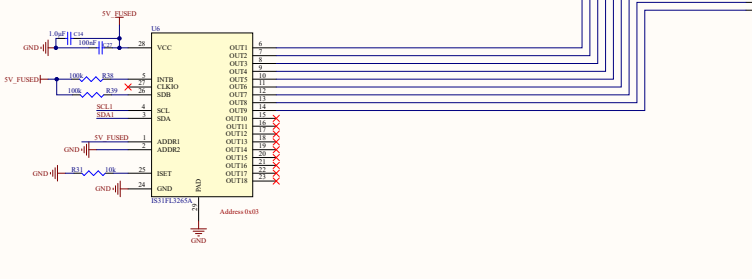 5V_FUSED
U6
1.0µF C14
100nF
GND
28 VCC
OUT1 6
OUT2 7
OUT3 8
OUT4 9
5V_FUSED
100k R38
5 INTB
OUT5 10
27 CLKIO
OUT6 11
100k R39
26 SDB
OUT7 12
OUT8 13
SCL1
4 SCL
OUT9 14
SDA1
3 SDA
OUT10 15
OUT11 16
OUT12 17
5V_FUSED
1 ADDR1
OUT13 18
GND
2 ADDR2
OUT14 19
OUT15 20
OUT16 21
GND
R31 10k
25 ISET
OUT17 22
OUT18 23
GND
24 GND
PAD
IS31FL3265A
29
Address 0x03
GND